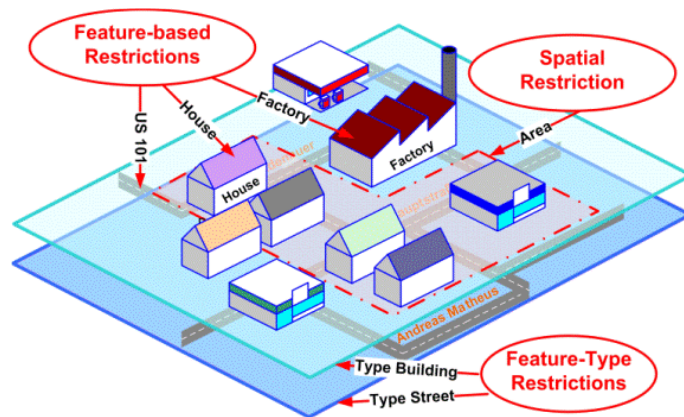 Feature-based
Restrictions
Spatial
Restriction
US 101
House
Factory
Area
Factory
House
Andreas Matheus
Type Building
Type Street
Feature-Type
Restrictions